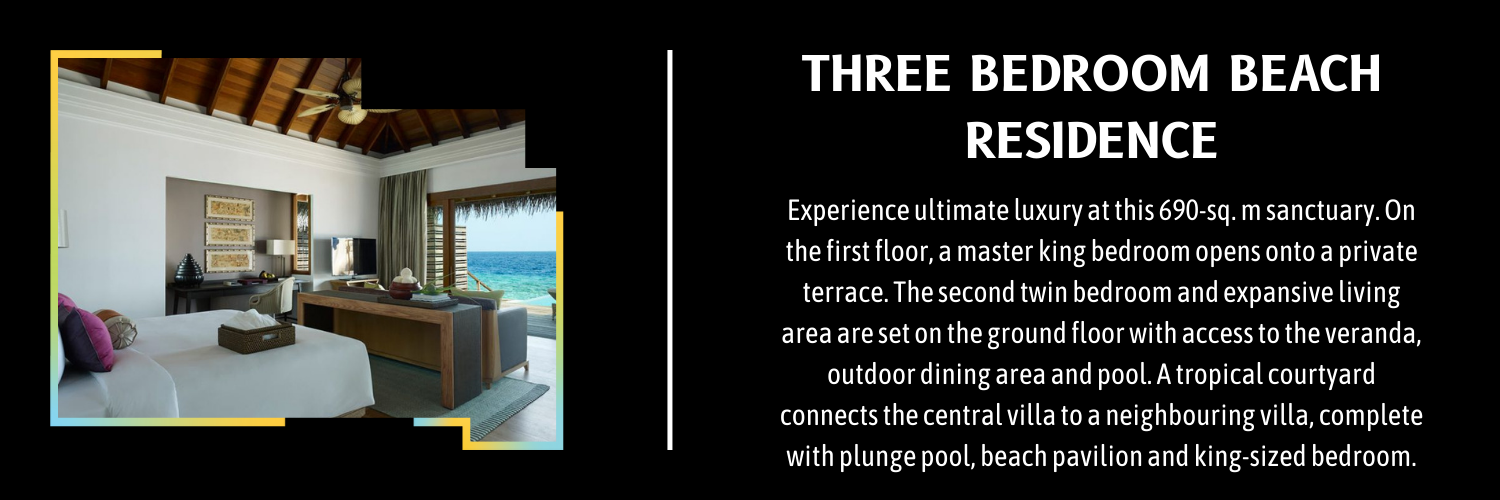 THREE BEDROOM BEACH
RESIDENCE
Experience ultimate luxury at this 690-sq. m sanctuary. On
the first floor, a master king bedroom opens onto a private
terrace. The second twin bedroom and expansive living
area are set on the ground floor with access to the veranda,
outdoor dining area and pool. A tropical courtyard
connects the central villa to a neighbouring villa, complete
with plunge pool, beach pavilion and king-sized bedroom.